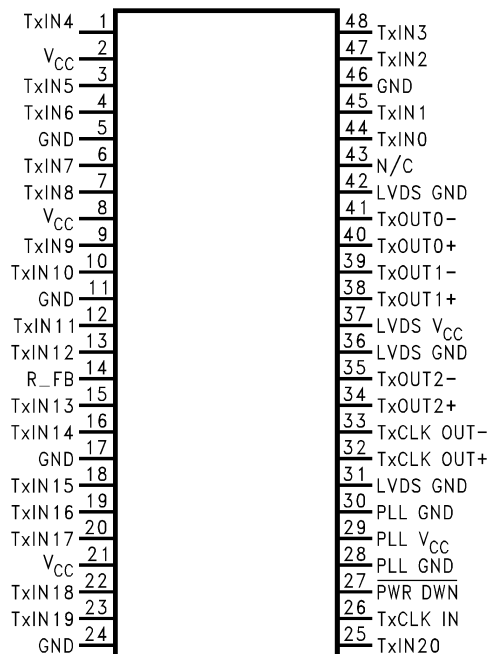 TxIN4 1 48 TxIN3
VCC 2 47 TxIN2
TxIN5 3 46 GND
TxIN6 4 45 TxIN1
GND 5 44 TxIN0
TxIN7 6 43 N/C
TxIN8 7 42 LVDS GND
VCC 8 41 TxOUT0−
TxIN9 9 40 TxOUT0+
TxIN10 10 39 TxOUT1−
GND 11 38 TxOUT1+
TxIN11 12 37 LVDS VCC
TxIN12 13 36 LVDS GND
R_FB 14 35 TxOUT2−
TxIN13 15 34 TxOUT2+
TxIN14 16 33 TxCLK OUT−
GND 17 32 TxCLK OUT+
TxIN15 18 31 LVDS GND
TxIN16 19 30 PLL GND
TxIN17 20 29 PLL VCC
VCC 21 28 PLL GND
TxIN18 22 27 PWR DWN
TxIN19 23 26 TxCLK IN
GND 24 25 TxIN20